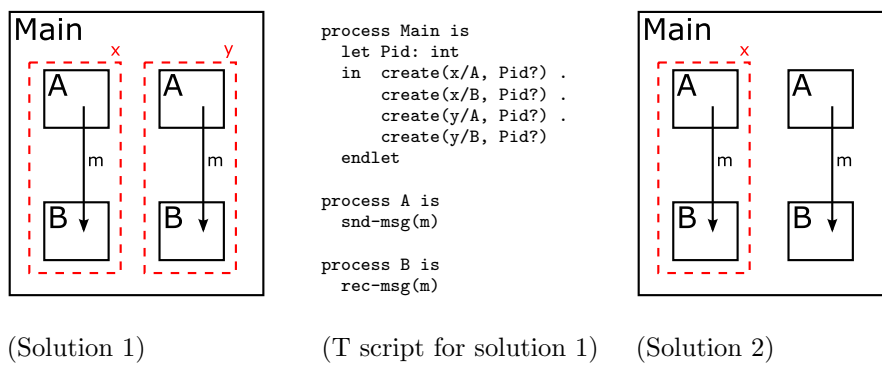 Main
x
y
A
A
m
m
B
B
process Main is
let Pid: int
in create(x/A, Pid?) .
create(x/B, Pid?) .
create(y/A, Pid?) .
create(y/B, Pid?)
endlet
process A is
snd-msg(m)
process B is
rec-msg(m)
Main
x
A
A
m
m
B
B
(Solution 1)
(T script for solution 1)
(Solution 2)